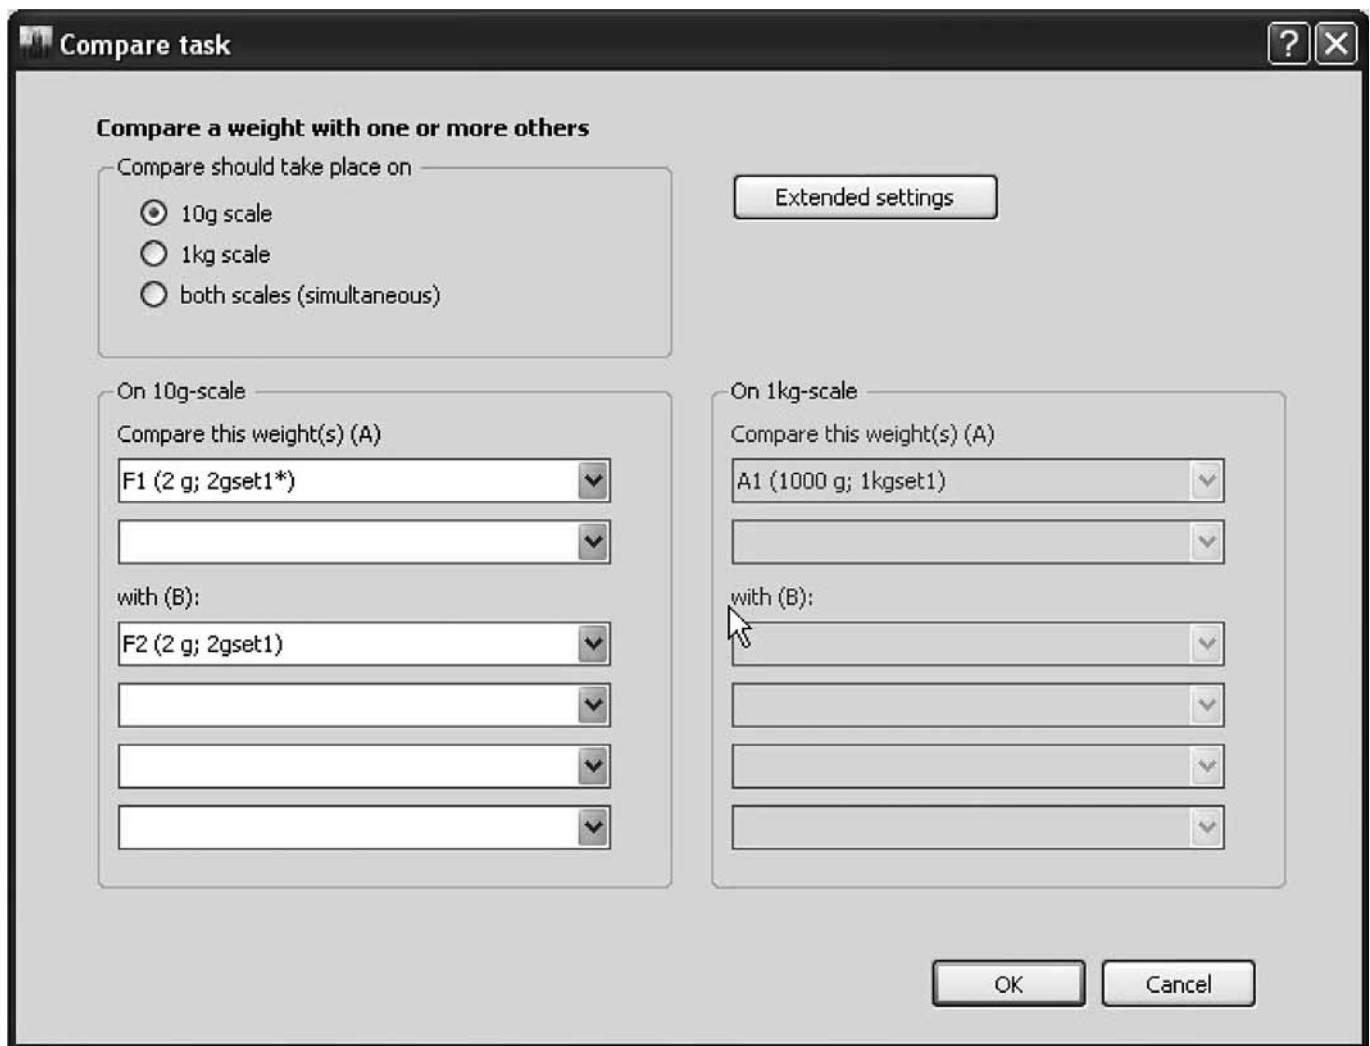 Compare task
Compare a weight with one or more others
Compare should take place on
10g scale
1kg scale
both scales (simultaneous)
Extended settings
On 10g-scale
Compare this weight(s) (A)
F1 (2 g; 2gset1*)
with (B):
F2 (2 g; 2gset1)
On 1kg-scale
Compare this weight(s) (A)
A1 (1000 g; 1kgset1)
with (B):
OK
Cancel